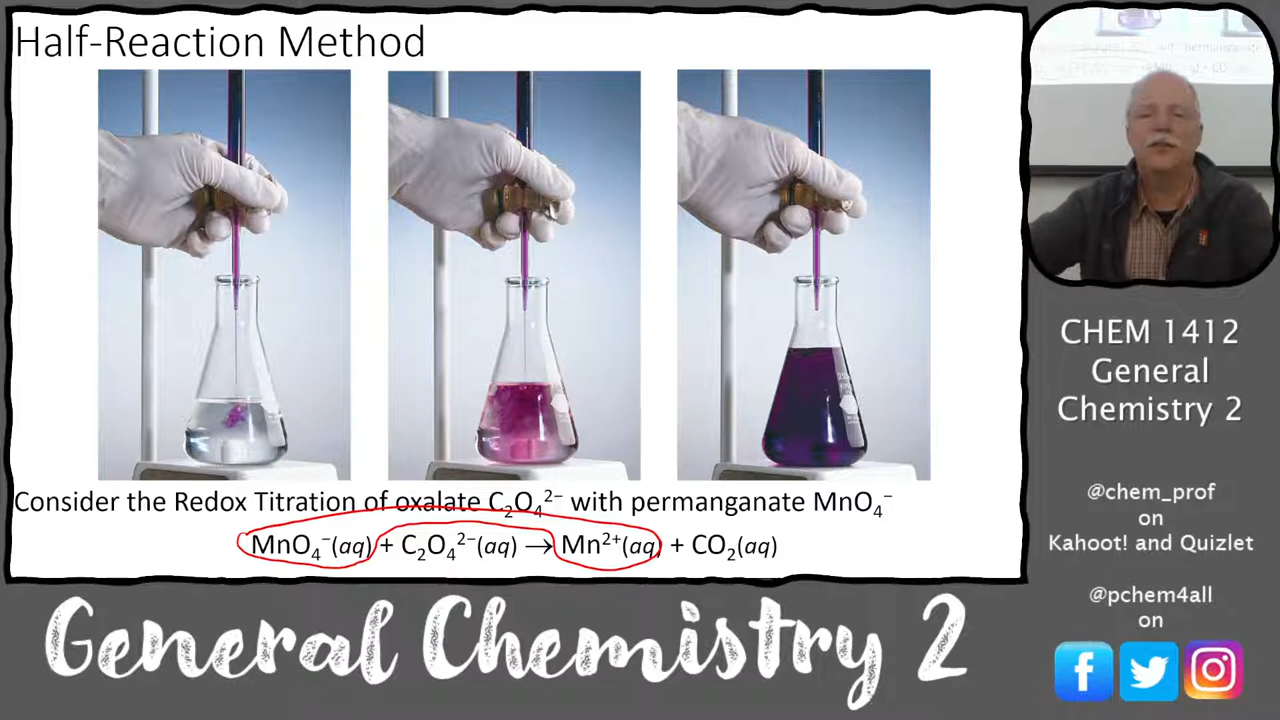 Half-Reaction Method
Consider the Redox Titration of oxalate C₂O₄²⁻ with permanganate MnO₄⁻
MnO₄⁻(aq) + C₂O₄²⁻(aq) → Mn²⁺(aq) + CO₂(aq)
CHEM 1412
General
Chemistry 2
@chem_prof
on
Kahoot! and Quizlet
@pchem4all
on
General Chemistry 2